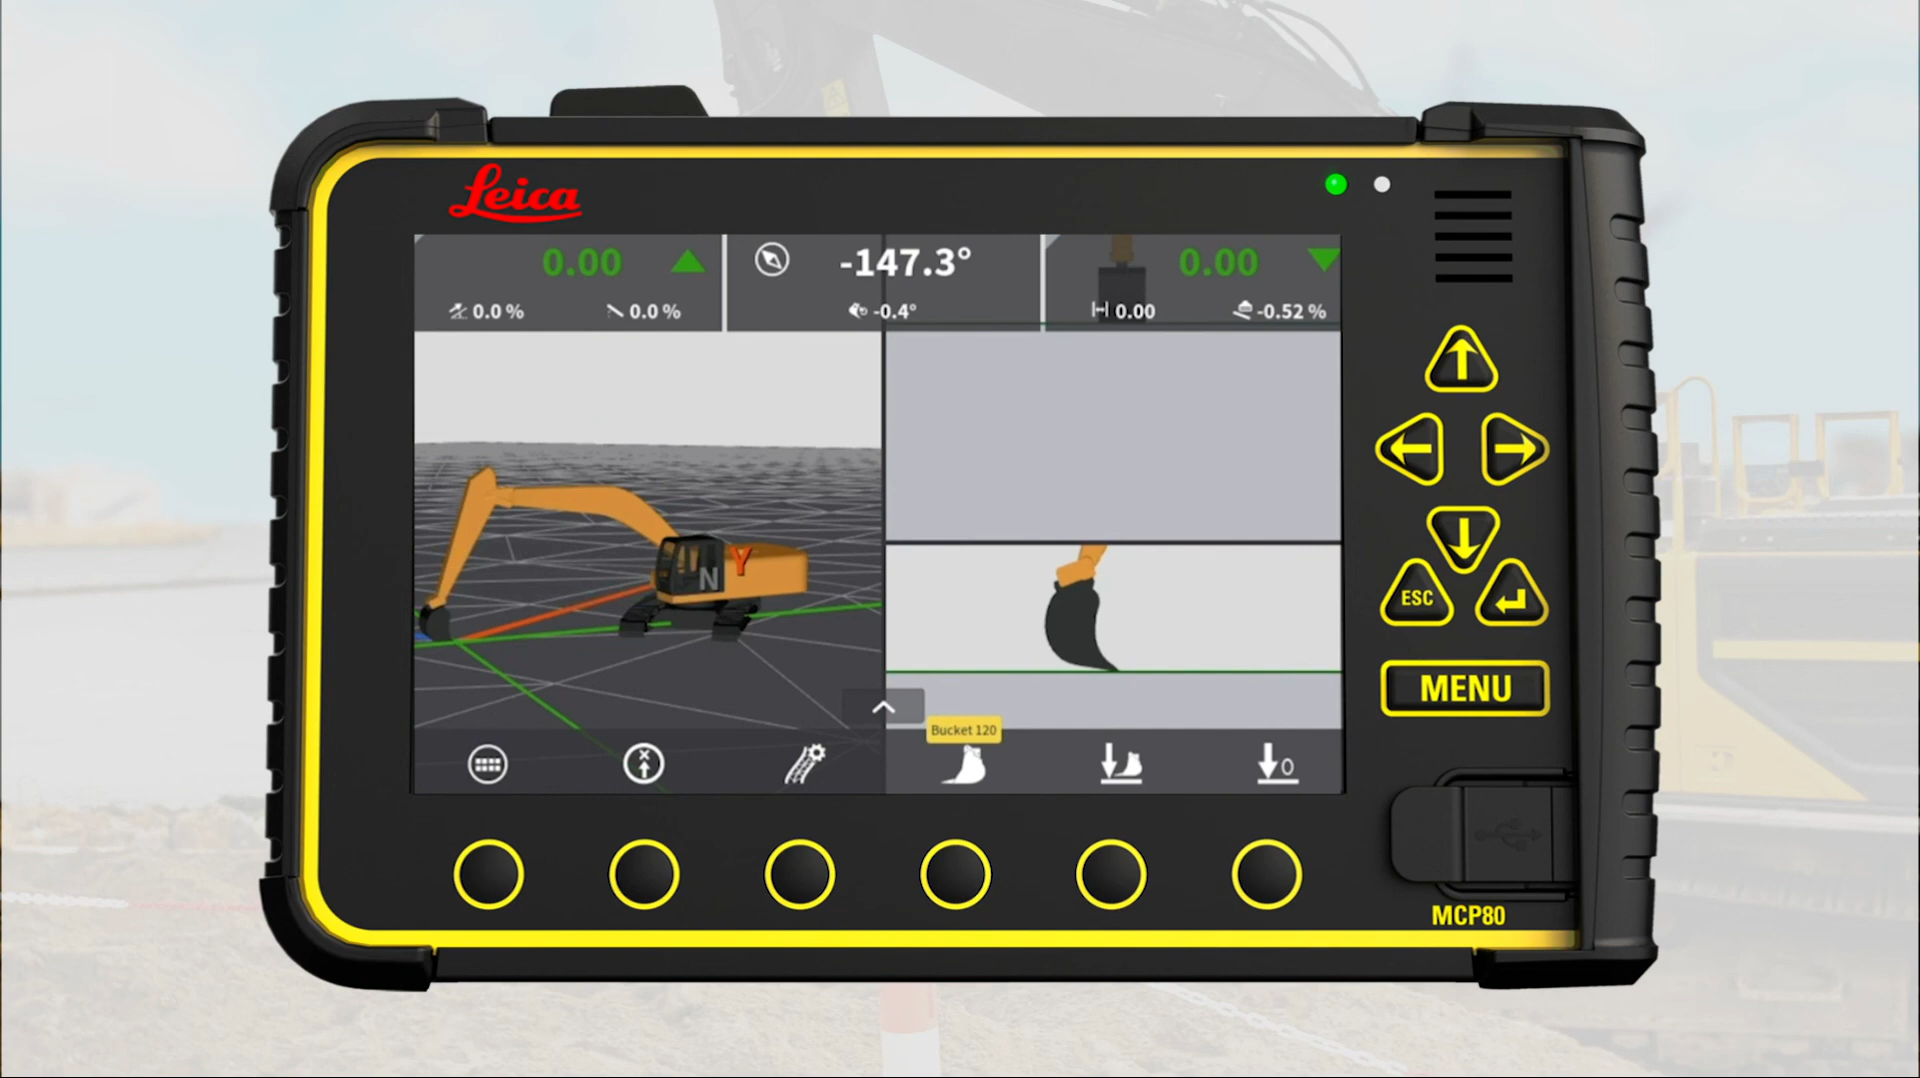 Leica
0.00
-147.3°
0.00
0.0 %
0.0 %
-0.4°
0.00
-0.52 %
N
Y
Bucket 120
0
ESC
MENU
MCP80